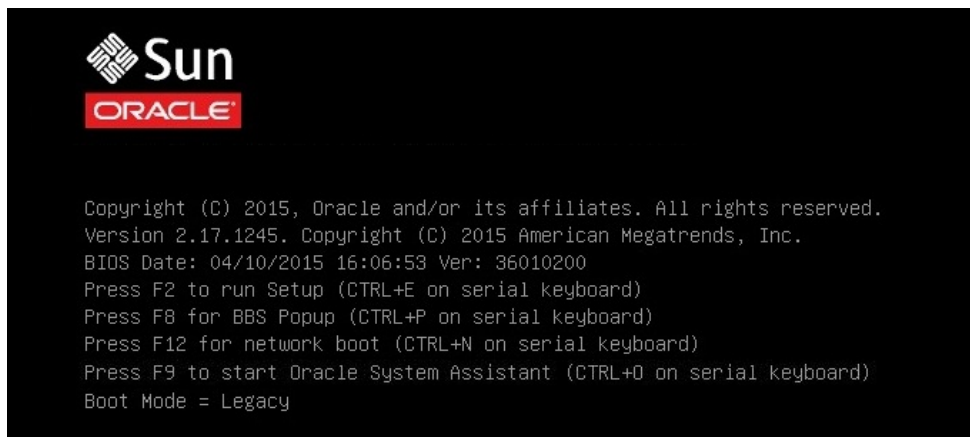 Sun
ORACLE
Copyright (C) 2015, Oracle and/or its affiliates. All rights reserved.
Version 2.17.1245. Copyright (C) 2015 American Megatrends, Inc.
BIOS Date: 04/10/2015 16:06:53 Ver: 36010200
Press F2 to run Setup (CTRL+E on serial keyboard)
Press F8 for BBS Popup (CTRL+P on serial keyboard)
Press F12 for network boot (CTRL+N on serial keyboard)
Press F9 to start Oracle System Assistant (CTRL+O on serial keyboard)
Boot Mode = Legacy